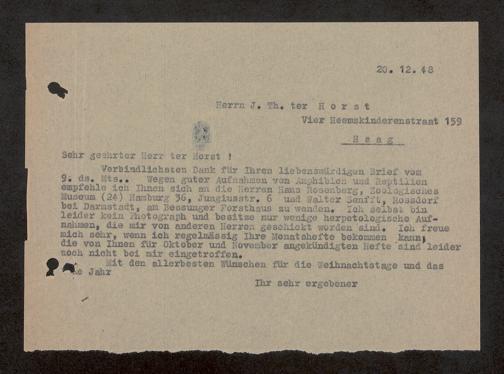 20.12.48
Herrn J. Th. ter H o r s t
Vier Heemskinderenstraat 159
H a a g
Sehr geehrter Herr ter Horst !
Verbindlichsten Dank für Ihren liebenswürdigen Brief vom
9. ds. Mts.. Wegen guter Aufnahmen von Amphibien und Reptilien
empfehle ich Ihnen sich an die Herren Hans Rosenberg, Zoologisches
Museum (24) Hamburg 36, Jungiusstr. 6 und Walter Senfft, Rossdorf
bei Darmstadt, am Bessunger Forsthaus zu wenden. Ich selbst bin
leider kein Photograph und besitze nur wenige herpetologische Auf-
nahmen, die mir von anderen Herren geschickt worden sind. Ich freue
mich sehr, wenn ich regelmässig Ihre Monatshefte bekommen kann,
die von Ihnen für Oktober und November angekündigten Hefte sind leider
noch nicht bei mir eingetroffen.
Mit den allerbesten Wünschen für die Weihnachtstage und das
Jahr
Ihr sehr ergebener